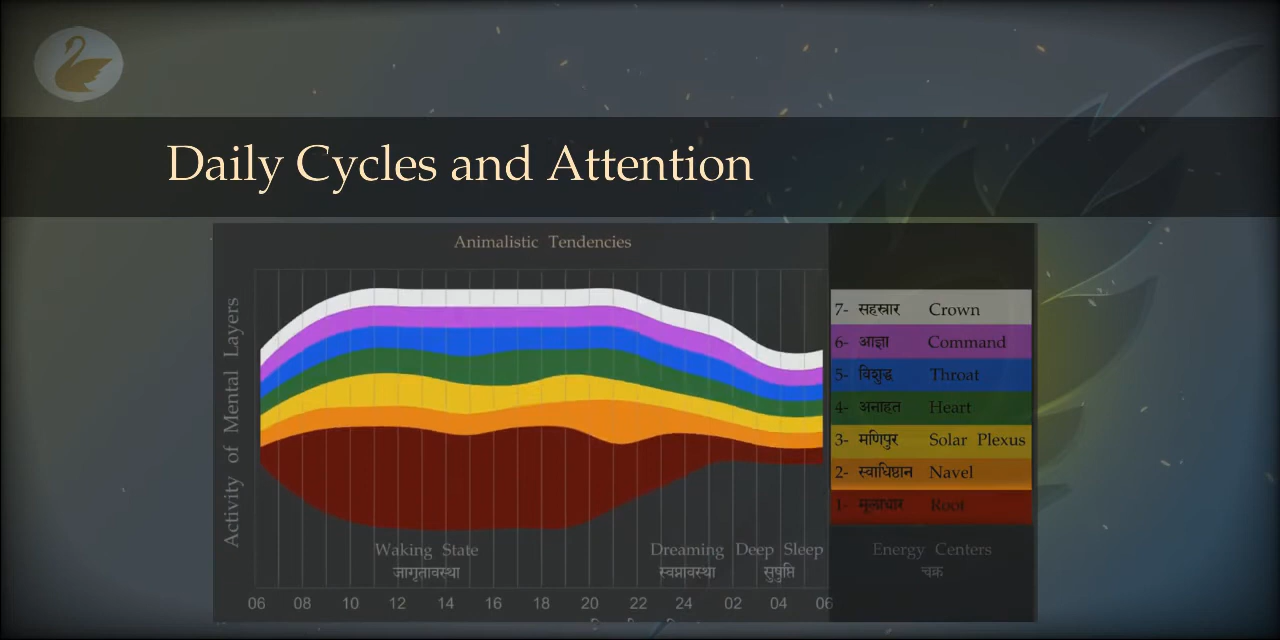 Daily Cycles and Attention
Animalistic Tendencies
Activity of Mental Layers
7- सहस्रार Crown
6- आज्ञा Command
5- विशुद्ध Throat
4- अनाहत Heart
3- मणिपुर Solar Plexus
2- स्वाधिष्ठान Navel
1- मूलाधार Root
Waking State Dreaming Deep Sleep Energy Centers
जागृतावस्था स्वप्नावस्था सुषुप्ति चक्र
06 08 10 12 14 16 18 20 22 24 02 04 06